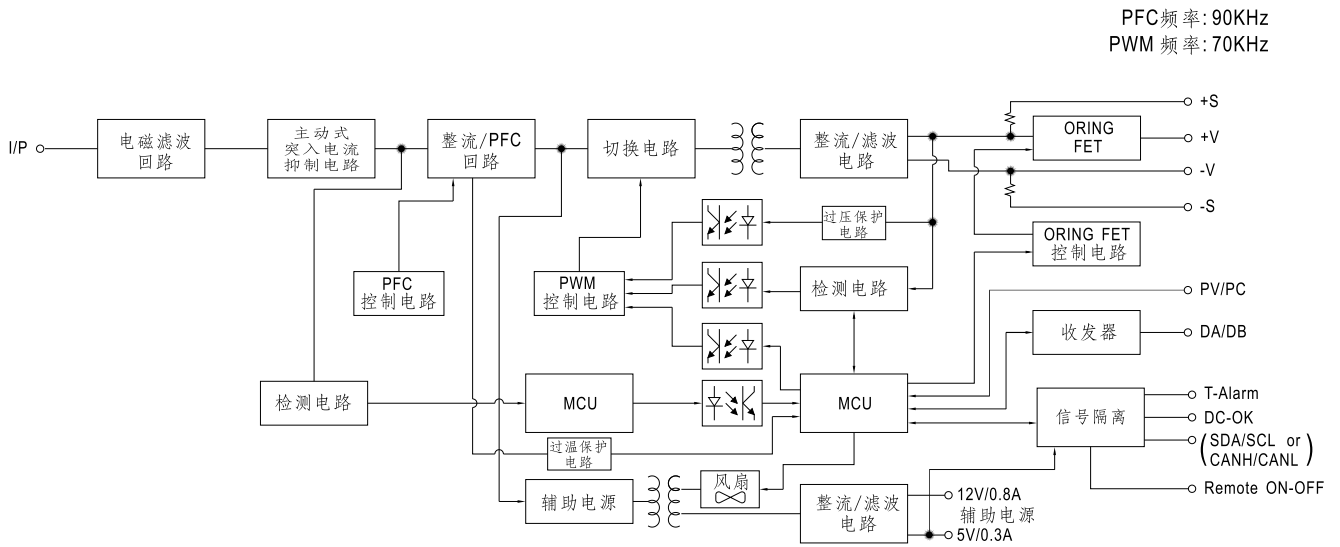 PFC频率: 90KHz
PWM 频率: 70KHz
I/P
电磁滤波
回路
主动式
突入电流
抑制电路
整流/PFC
回路
切换电路
整流/滤波
电路
ORING
FET
+S
+V
-V
-S
过压保护
电路
ORING FET
控制电路
PFC
控制电路
PWM
控制电路
检测电路
PV/PC
收发器
DA/DB
检测电路
MCU
MCU
信号隔离
T-Alarm
DC-OK
(SDA/SCL or
CANH/CANL)
Remote ON-OFF
过温保护
电路
辅助电源
风扇
整流/滤波
电路
12V/0.8A
辅助电源
5V/0.3A